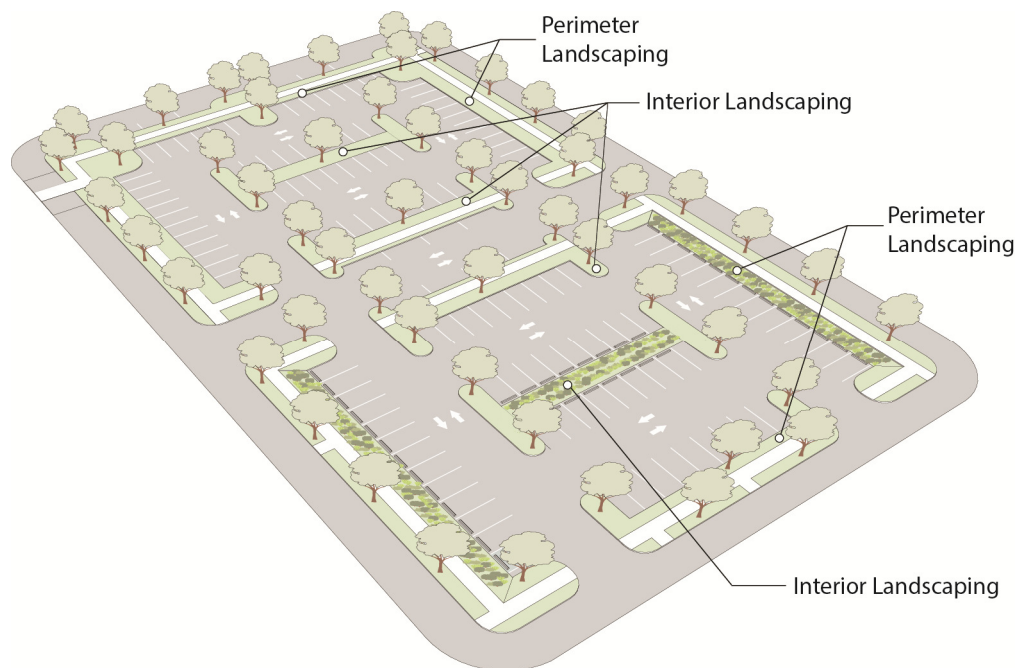 Perimeter
Landscaping
Interior Landscaping
Perimeter
Landscaping
Interior Landscaping